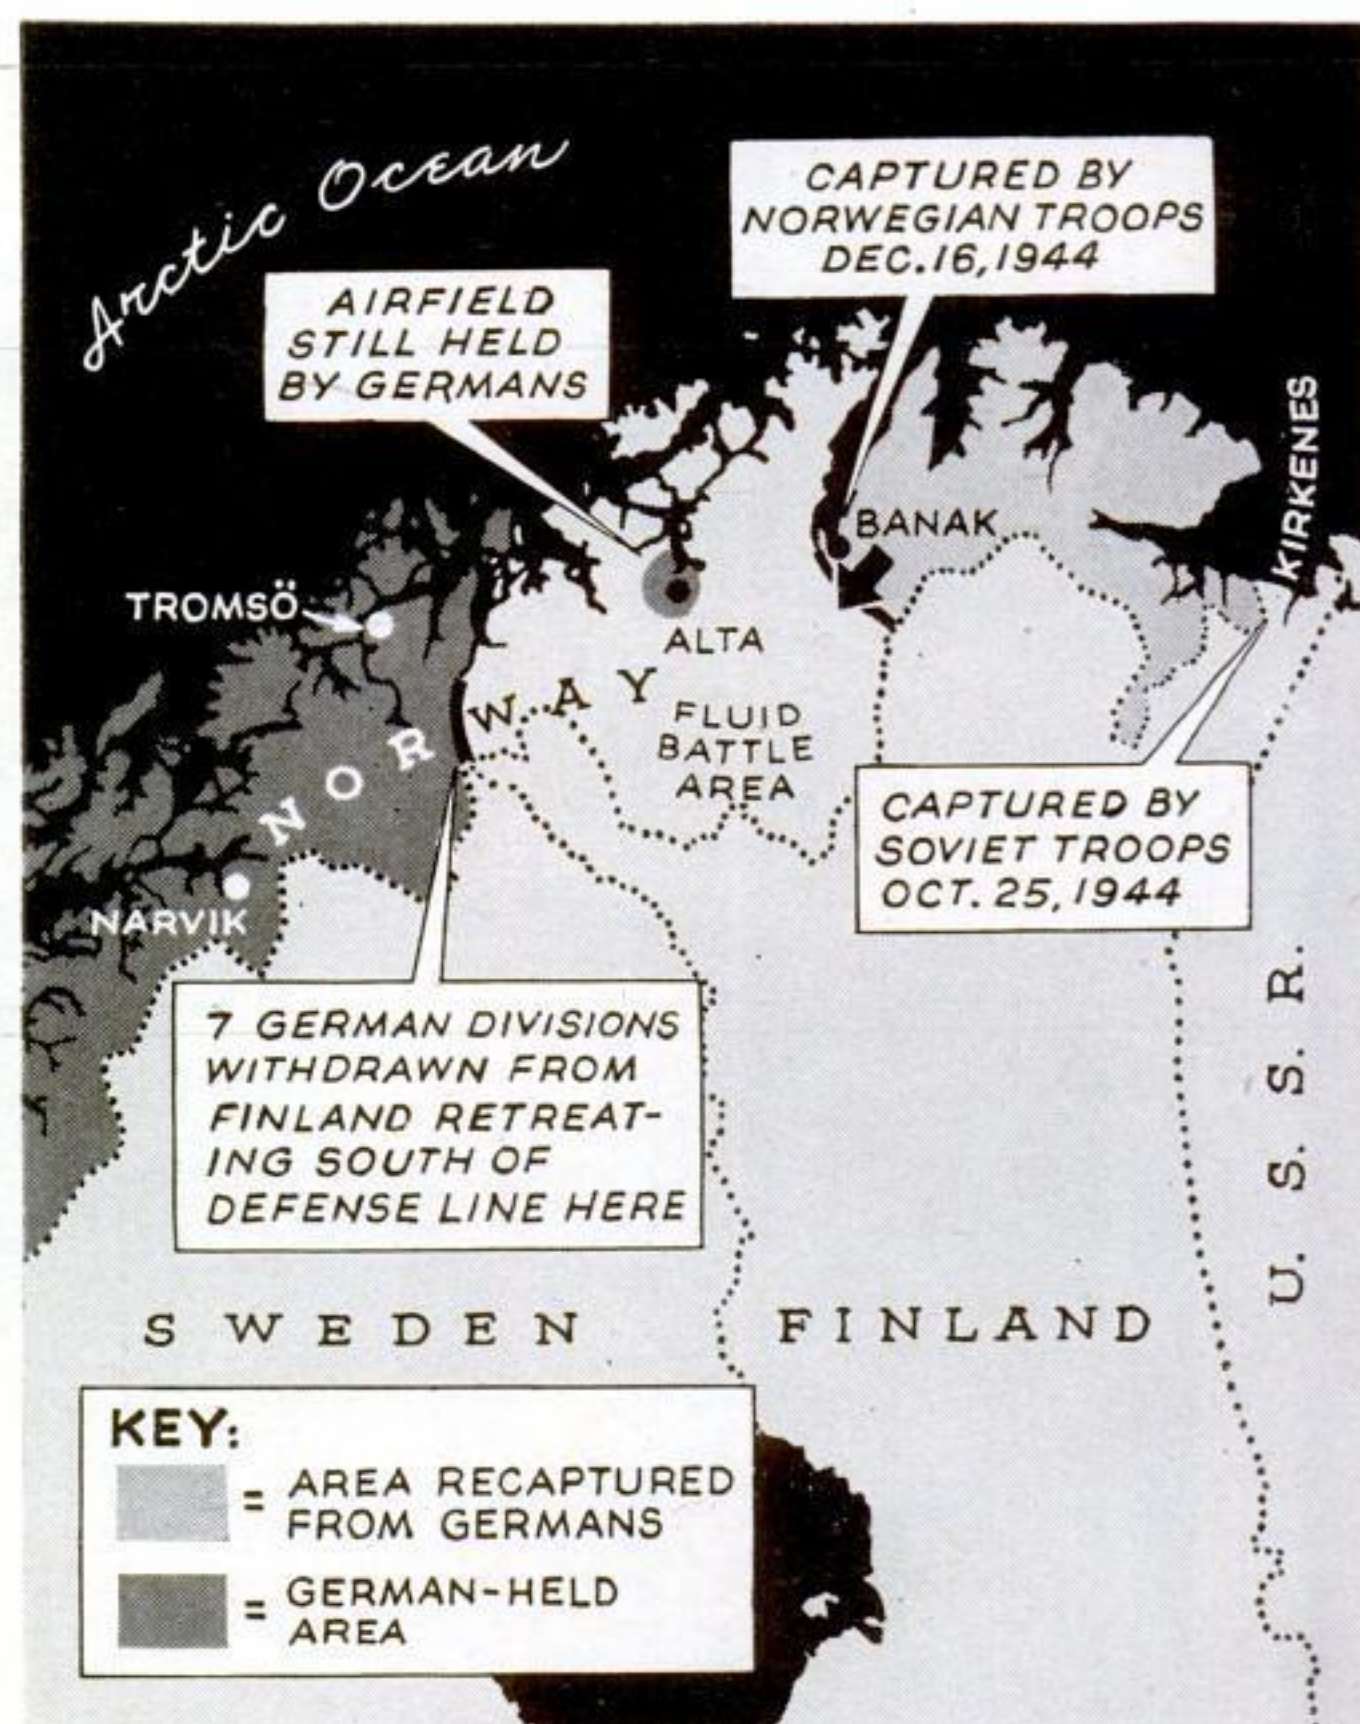 Arctic Ocean
CAPTURED BY
NORWEGIAN TROOPS
DEC. 16, 1944
AIRFIELD
STILL HELD
BY GERMANS
KIRKENES
BANAK
TROMSÖ
ALTA
NORWAY
FLUID
BATTLE
AREA
CAPTURED BY
SOVIET TROOPS
OCT. 25, 1944
NARVIK
7 GERMAN DIVISIONS
WITHDRAWN FROM
FINLAND RETREAT-
ING SOUTH OF
DEFENSE LINE HERE
U. S. S. R.
SWEDEN
FINLAND
KEY:
= AREA RECAPTURED
FROM GERMANS
= GERMAN-HELD
AREA